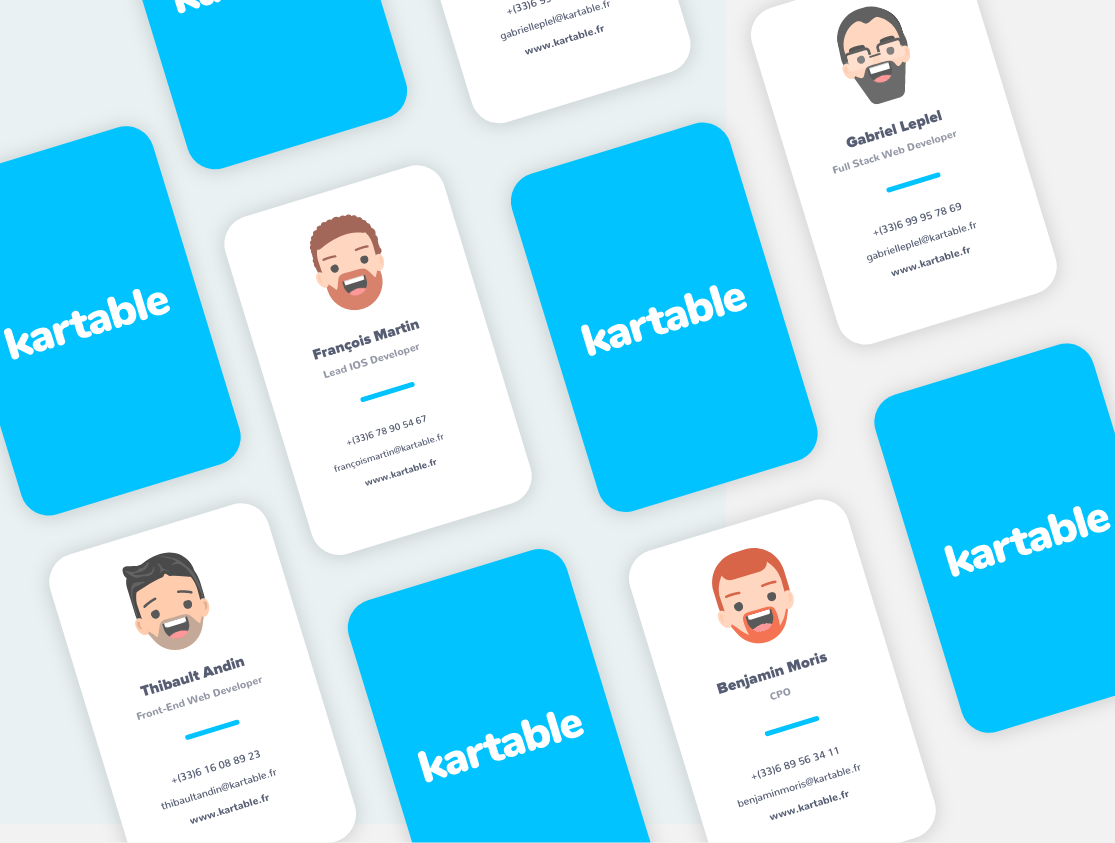 +(33)6 9
gabrielleplel@kartable.fr
www.kartable.fr
Gabriel Leplel
Full Stack Web Developer
+(33)6 99 95 78 69
gabrielleplel@kartable.fr
www.kartable.fr
kartable
François Martin
Lead IOS Developer
+(33)6 78 90 54 67
françoismartin@kartable.fr
www.kartable.fr
kartable
Thibault Andin
Front-End Web Developer
+(33)6 16 08 89 23
thibaultandin@kartable.fr
www.kartable.fr
kartable
Benjamin Moris
CPO
+(33)6 89 56 34 11
benjaminmoris@kartable.fr
www.kartable.fr
kartable